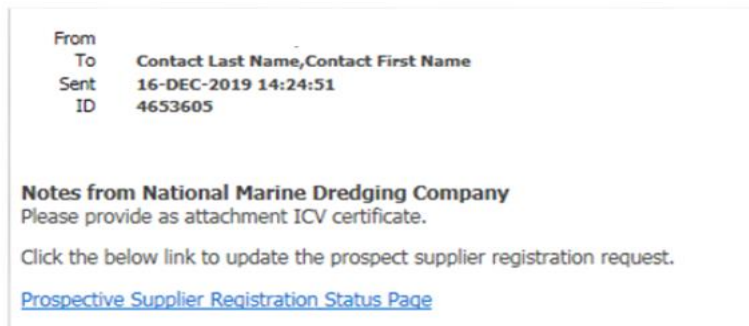 From
To Contact Last Name,Contact First Name
Sent 16-DEC-2019 14:24:51
ID 4653605
Notes from National Marine Dredging Company
Please provide as attachment ICV certificate.
Click the below link to update the prospect supplier registration request.
Prospective Supplier Registration Status Page